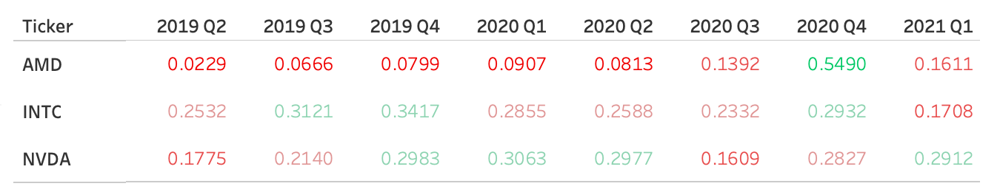 Ticker 2019 Q2 2019 Q3 2019 Q4 2020 Q1 2020 Q2 2020 Q3 2020 Q4 2021 Q1
AMD 0.0229 0.0666 0.0799 0.0907 0.0813 0.1392 0.5490 0.1611
INTC 0.2532 0.3121 0.3417 0.2855 0.2588 0.2332 0.2932 0.1708
NVDA 0.1775 0.2140 0.2983 0.3063 0.2977 0.1609 0.2827 0.2912